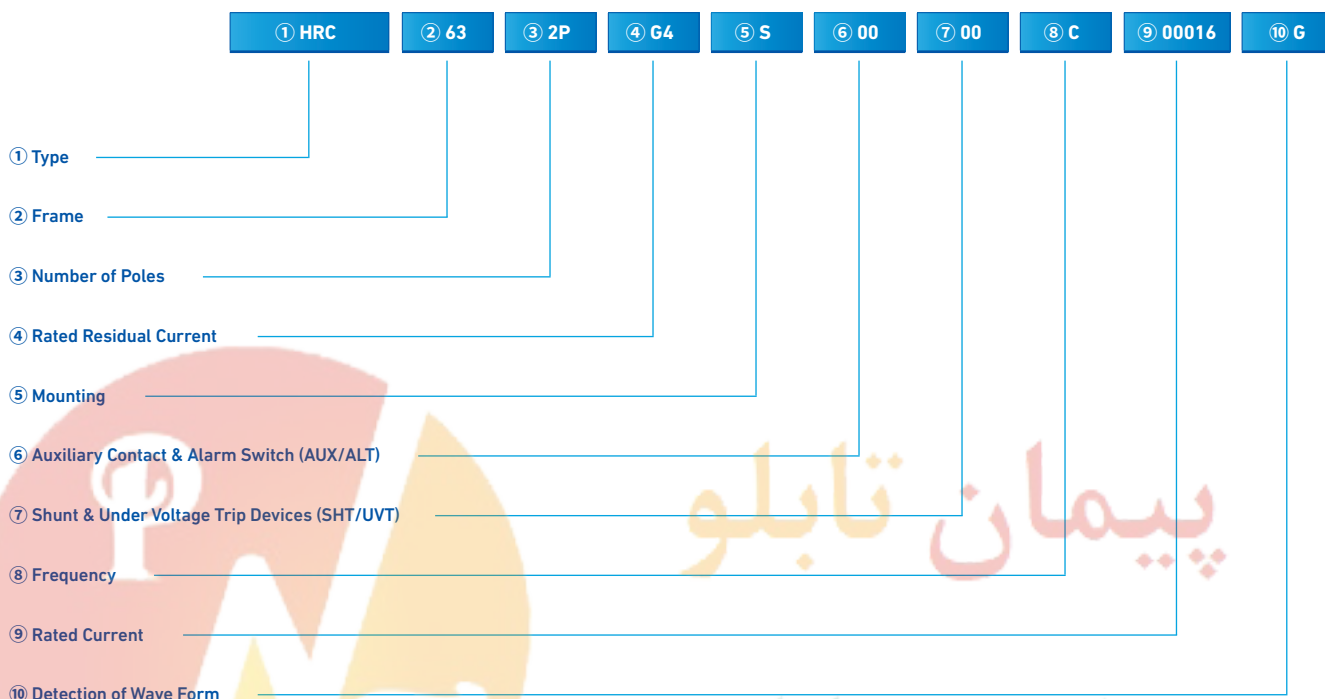 ① HRC ② 63 ③ 2P ④ G4 ⑤ S ⑥ 00 ⑦ 00 ⑧ C ⑨ 00016 ⑩ G
① Type
② Frame
③ Number of Poles
④ Rated Residual Current
⑤ Mounting
⑥ Auxiliary Contact & Alarm Switch (AUX/ALT)
⑦ Shunt & Under Voltage Trip Devices (SHT/UVT)
⑧ Frequency
⑨ Rated Current
⑩ Detection of Wave Form
پیمان تابلو
P